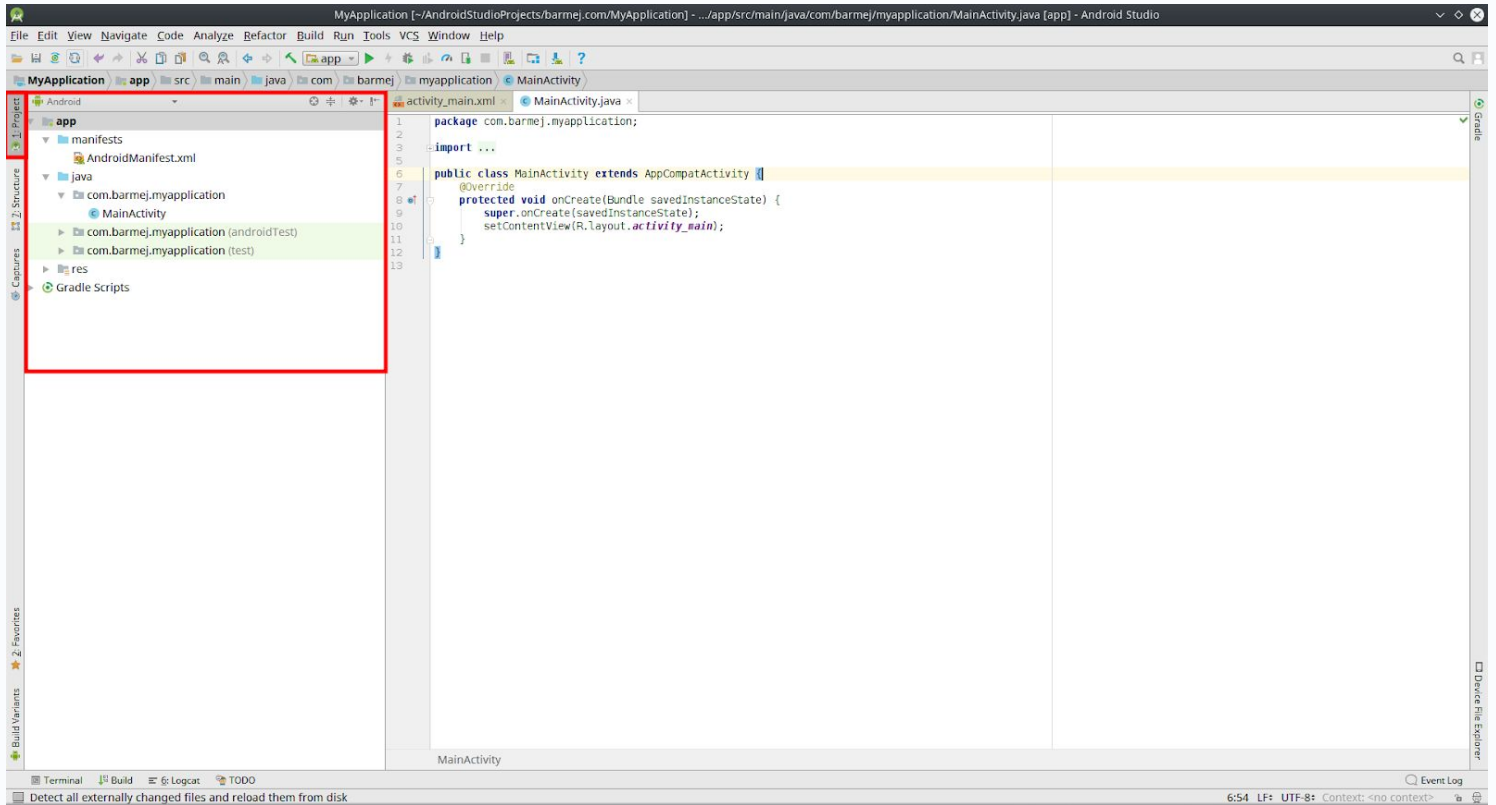 MyApplication [~/AndroidStudioProjects/barmej.com/MyApplication] - .../app/src/main/java/com/barmej/myapplication/MainActivity.java [app] - Android Studio
File Edit View Navigate Code Analyze Refactor Build Run Tools VCS Window Help
app
MyApplication app src main java com barmej myapplication MainActivity
1: Project
7: Structure
Captures
2: Favorites
Build Variants
Android
app
manifests
AndroidManifest.xml
java
com.barmej.myapplication
MainActivity
com.barmej.myapplication (androidTest)
com.barmej.myapplication (test)
res
Gradle Scripts
activity_main.xml MainActivity.java
1 package com.barmej.myapplication;
2
3 import ...
5
6 public class MainActivity extends AppCompatActivity {
7 @Override
8 protected void onCreate(Bundle savedInstanceState) {
9 super.onCreate(savedInstanceState);
10 setContentView(R.layout.activity_main);
11 }
12 }
13
MainActivity
Gradle
Device File Explorer
Terminal Build 6: Logcat TODO Event Log
Detect all externally changed files and reload them from disk 6:54 LF÷ UTF-8÷ Context: <no context>